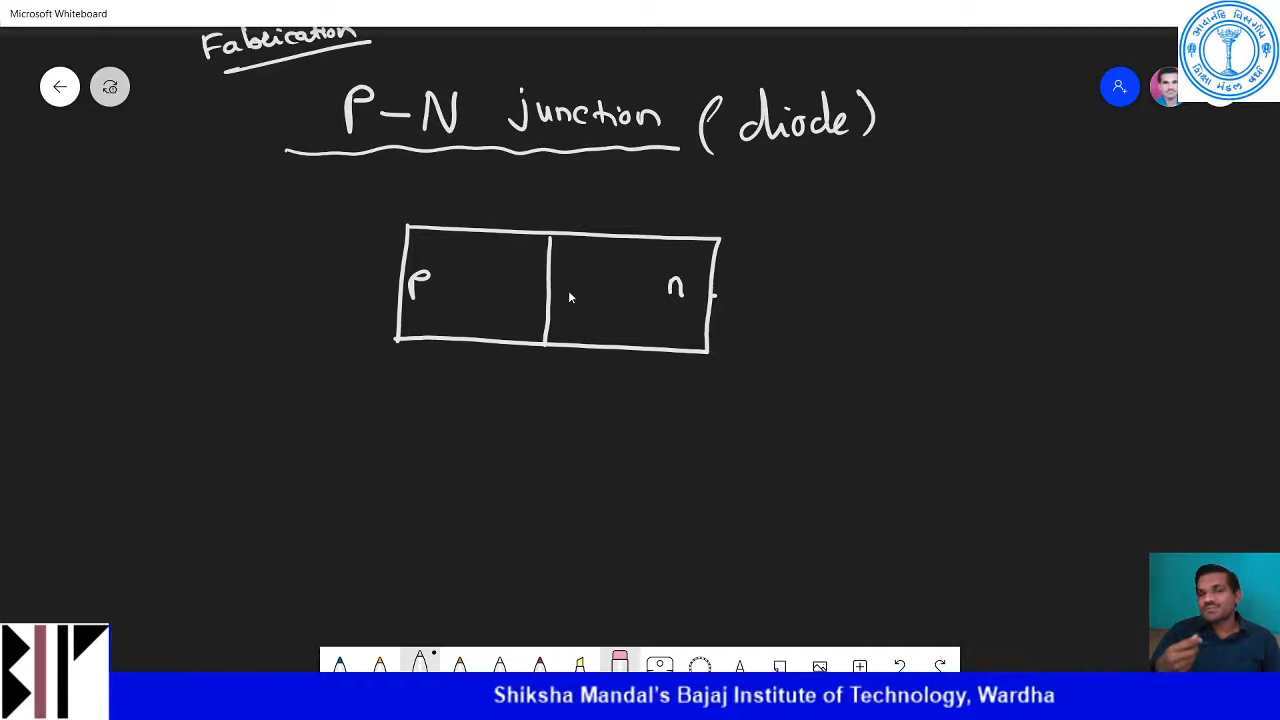 Microsoft Whiteboard
Fabrication
P-N junction (diode)
p n
Shiksha Mandal's Bajaj Institute of Technology, Wardha